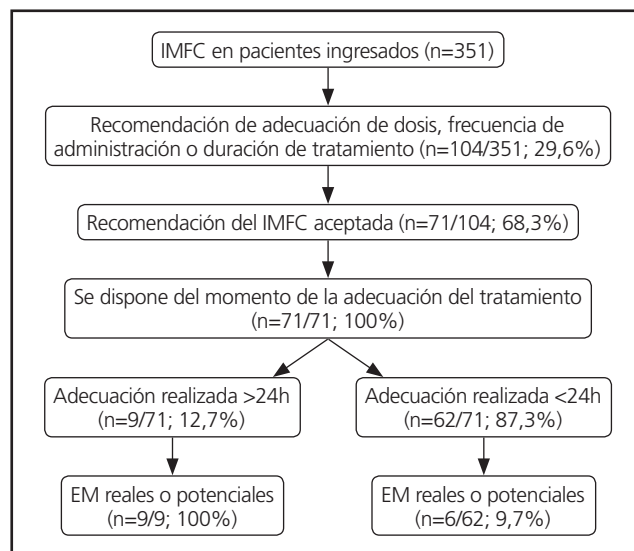 IMFC en pacientes ingresados (n=351)
Recomendación de adecuación de dosis, frecuencia de
administración o duración de tratamiento (n=104/351; 29,6%)
Recomendación del IMFC aceptada (n=71/104; 68,3%)
Se dispone del momento de la adecuación del tratamiento
(n=71/71; 100%)
Adecuación realizada >24h
(n=9/71; 12,7%)
Adecuación realizada <24h
(n=62/71; 87,3%)
EM reales o potenciales
(n=9/9; 100%)
EM reales o potenciales
(n=6/62; 9,7%)